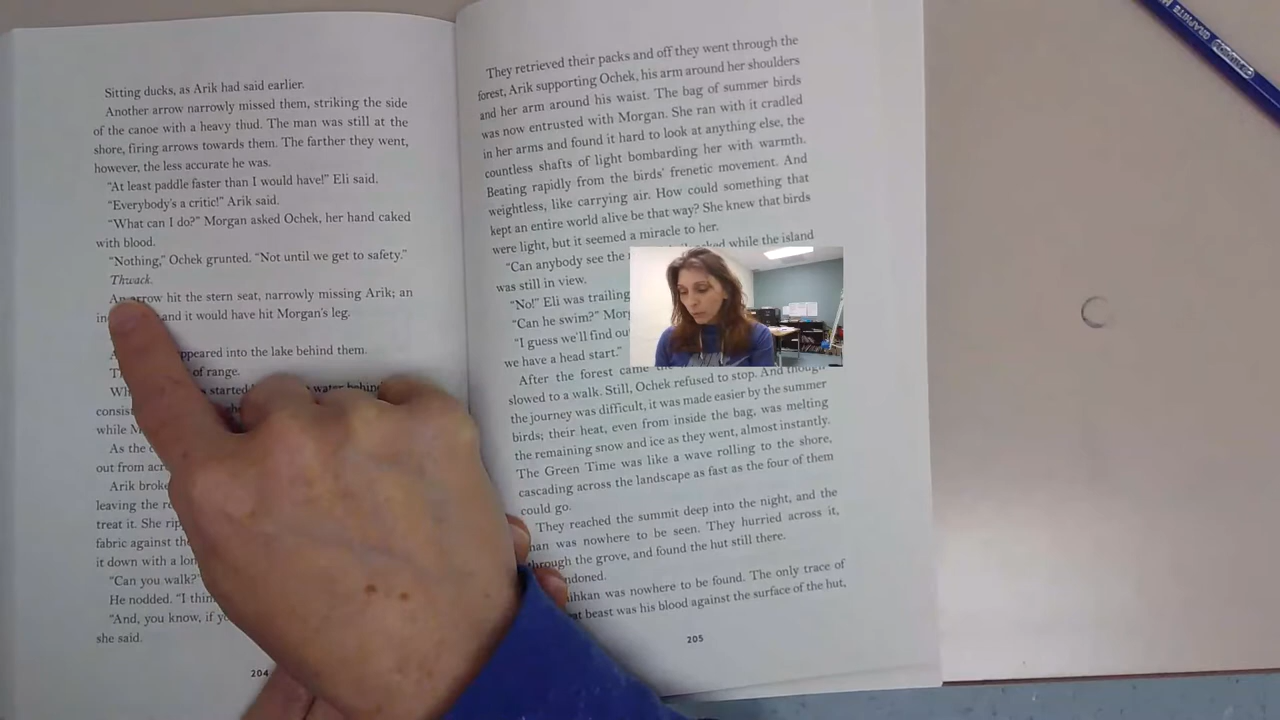 Sitting ducks, as Arik had said earlier.
Another arrow narrowly missed them, striking the side
of the canoe with a heavy thud. The man was still at the
shore, firing arrows towards them. The farther they went,
however, the less accurate he was.
"At least paddle faster than I would have!" Eli said.
"Everybody's a critic!" Arik said.
"What can I do?" Morgan asked Ochek, her hand caked
with blood.
"Nothing," Ochek grunted. "Not until we get to safety."
Thwack.
An arrow hit the stern seat, narrowly missing Arik; an
and it would have hit Morgan's leg.
into the lake behind them.
of range.
started water behind
while
As the
out from
Arik broke
leaving the
treat it. She
fabric against
it down with a
"Can you walk?"
He nodded. "I
"And, you know, if
she said.
204
They retrieved their packs and off they went through the
forest, Arik supporting Ochek, his arm around her shoulders
and her arm around his waist. The bag of summer birds
was now entrusted with Morgan. She ran with it cradled
in her arms and found it hard to look at anything else, the
countless shafts of light bombarding her with warmth.
Beating rapidly from the birds' frenetic movement. And
weightless, like carrying air. How could something that
kept an entire world alive be that way? She knew that birds
were light, but it seemed a miracle to her.
"Can anybody see the while the island
was still in view.
"No!" Eli was trailing
"Can he swim?"
"I guess we'll find
we have a head start."
After the forest came
slowed to a walk. Still, Ochek refused to stop. And though
the journey was difficult, it was made easier by the summer
birds; their heat, even from inside the bag, was melting
the remaining snow and ice as they went, almost instantly.
The Green Time was like a wave rolling to the shore,
cascading across the landscape as fast as the four of them
could go.
They reached the summit deep into the night, and the
man was nowhere to be seen. They hurried across it,
through the grove, and found the hut still there.
was nowhere to be found. The only trace of
beast was his blood against the surface of the hut,
205